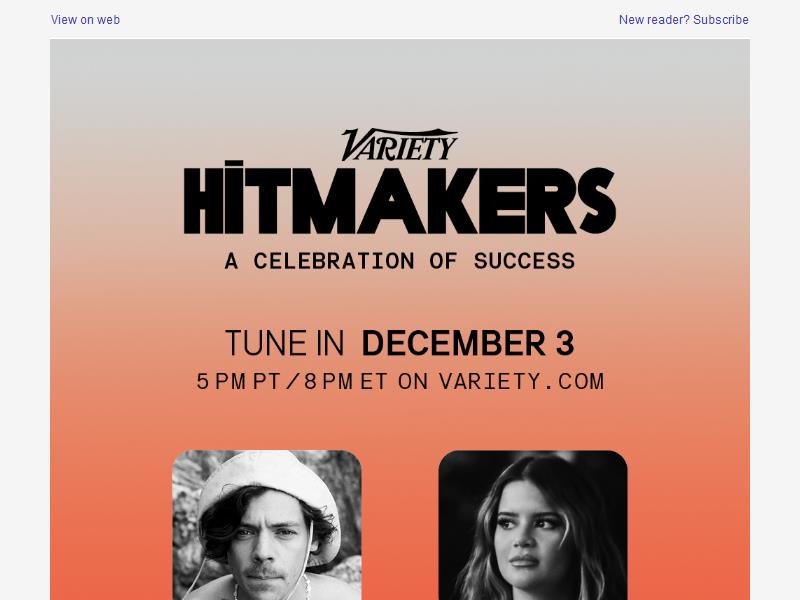 View on web
New reader? Subscribe
VARIETY
HITMAKERS
A CELEBRATION OF SUCCESS
TUNE IN DECEMBER 3
5 PM PT/8 PM ET ON VARIETY.COM